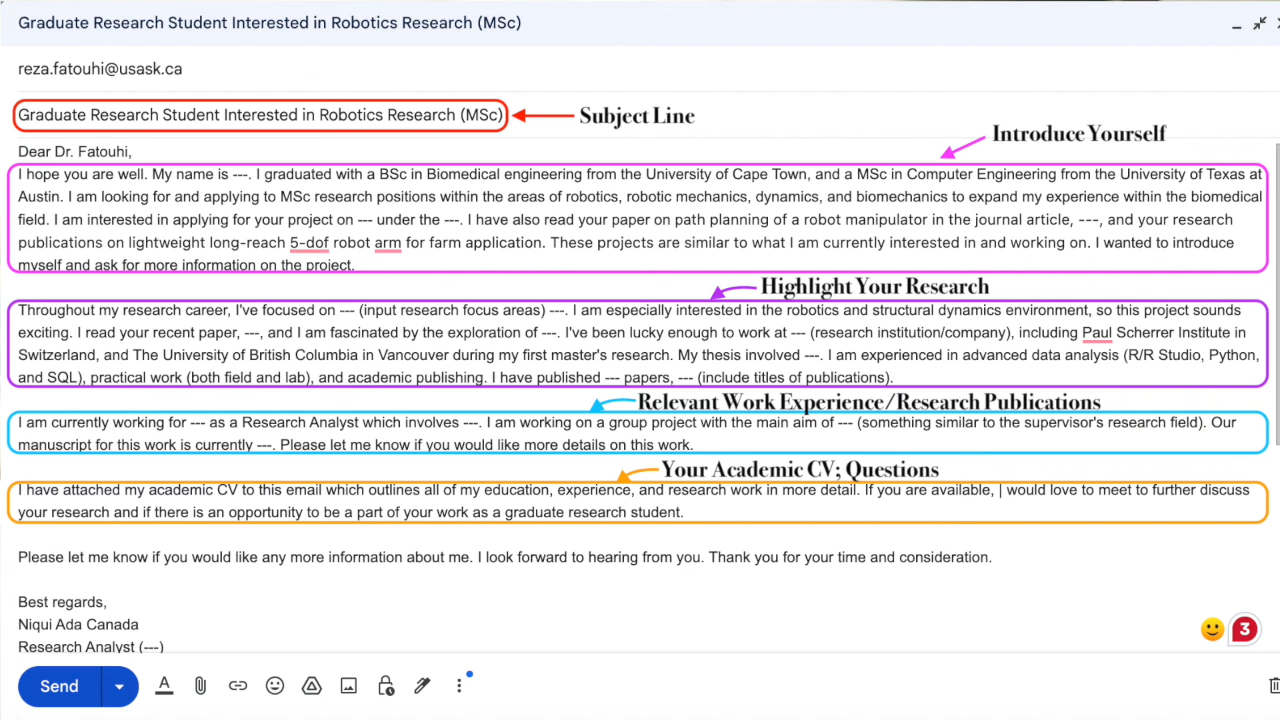 Graduate Research Student Interested in Robotics Research (MSc)
reza.fatouhi@usask.ca
Graduate Research Student Interested in Robotics Research (MSc)
Subject Line
Introduce Yourself
Dear Dr. Fatouhi,
I hope you are well. My name is ---. I graduated with a BSc in Biomedical engineering from the University of Cape Town, and a MSc in Computer Engineering from the University of Texas at
Austin. I am looking for and applying to MSc research positions within the areas of robotics, robotic mechanics, dynamics, and biomechanics to expand my experience within the biomedical
field. I am interested in applying for your project on --- under the ---. I have also read your paper on path planning of a robot manipulator in the journal article, ---, and your research
publications on lightweight long-reach 5-dof robot arm for farm application. These projects are similar to what I am currently interested in and working on. I wanted to introduce
myself and ask for more information on the project.
Highlight Your Research
Throughout my research career, I've focused on --- (input research focus areas) ---. I am especially interested in the robotics and structural dynamics environment, so this project sounds
exciting. I read your recent paper, ---, and I am fascinated by the exploration of ---. I've been lucky enough to work at --- (research institution/company), including Paul Scherrer Institute in
Switzerland, and The University of British Columbia in Vancouver during my first master's research. My thesis involved ---. I am experienced in advanced data analysis (R/R Studio, Python,
and SQL), practical work (both field and lab), and academic publishing. I have published --- papers, --- (include titles of publications).
Relevant Work Experience/Research Publications
I am currently working for --- as a Research Analyst which involves ---. I am working on a group project with the main aim of --- (something similar to the supervisor's research field). Our
manuscript for this work is currently ---. Please let me know if you would like more details on this work.
Your Academic CV; Questions
I have attached my academic CV to this email which outlines all of my education, experience, and research work in more detail. If you are available, | would love to meet to further discuss
your research and if there is an opportunity to be a part of your work as a graduate research student.
Please let me know if you would like any more information about me. I look forward to hearing from you. Thank you for your time and consideration.
Best regards,
Niqui Ada Canada
Research Analyst (---)
3
Send